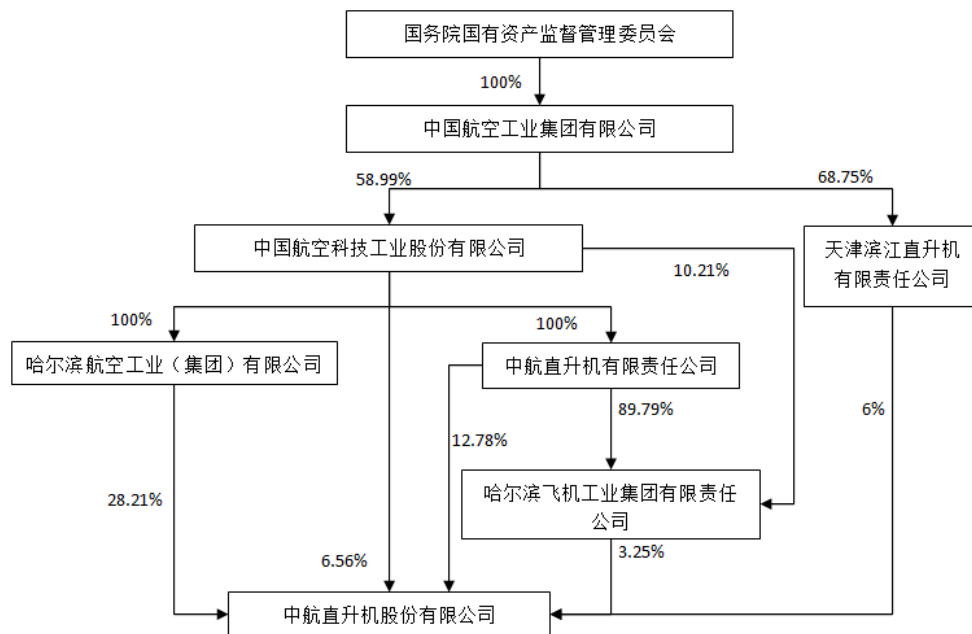 国务院国有资产监督管理委员会
100%
中国航空工业集团有限公司
58.99%
68.75%
中国航空科技工业股份有限公司
天津滨江直升机
有限责任公司
10.21%
100%
100%
哈尔滨航空工业（集团）有限公司
中航直升机有限责任公司
89.79%
6%
12.78%
哈尔滨飞机工业集团有限责任
公司
28.21%
3.25%
6.56%
中航直升机股份有限公司